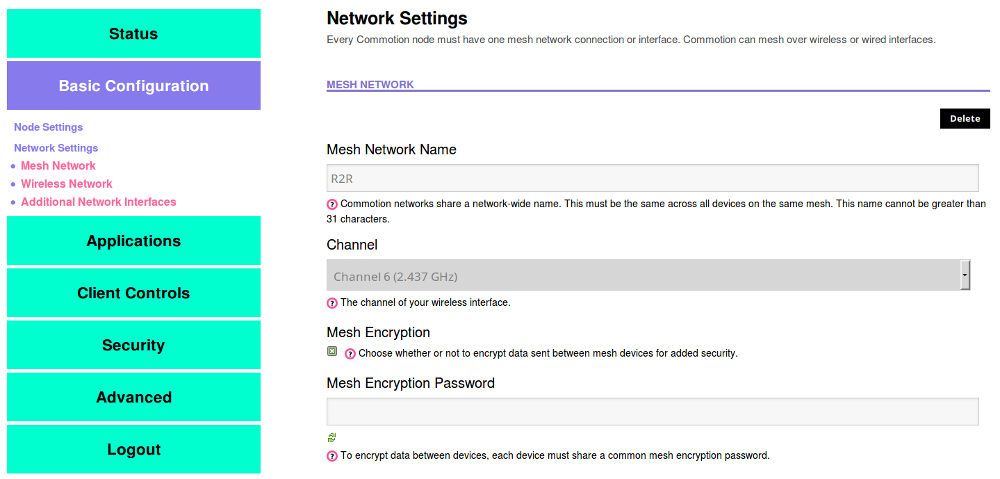 Status
Basic Configuration
Node Settings
Network Settings
Mesh Network
Wireless Network
Additional Network Interfaces
Applications
Client Controls
Security
Advanced
Logout
Network Settings
Every Commotion node must have one mesh network connection or interface. Commotion can mesh over wireless or wired interfaces.
MESH NETWORK
Delete
Mesh Network Name
R2R
? Commotion networks share a network-wide name. This must be the same across all devices on the same mesh. This name cannot be greater than
31 characters.
Channel
Channel 6 (2.437 GHz)
? The channel of your wireless interface.
Mesh Encryption
? Choose whether or not to encrypt data sent between mesh devices for added security.
Mesh Encryption Password
? To encrypt data between devices, each device must share a common mesh encryption password.